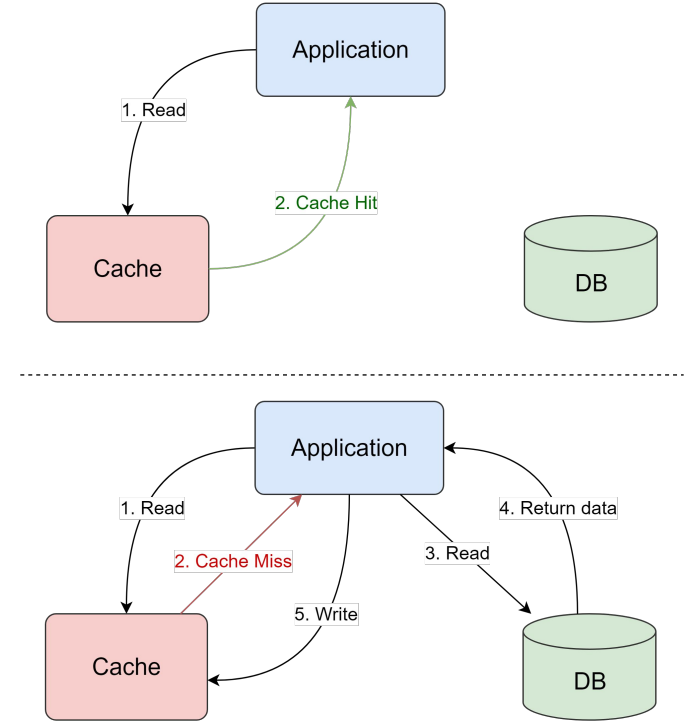 Application
1. Read
2. Cache Hit
Cache
DB
Application
1. Read
4. Return data
3. Read
2. Cache Miss
5. Write
Cache
DB